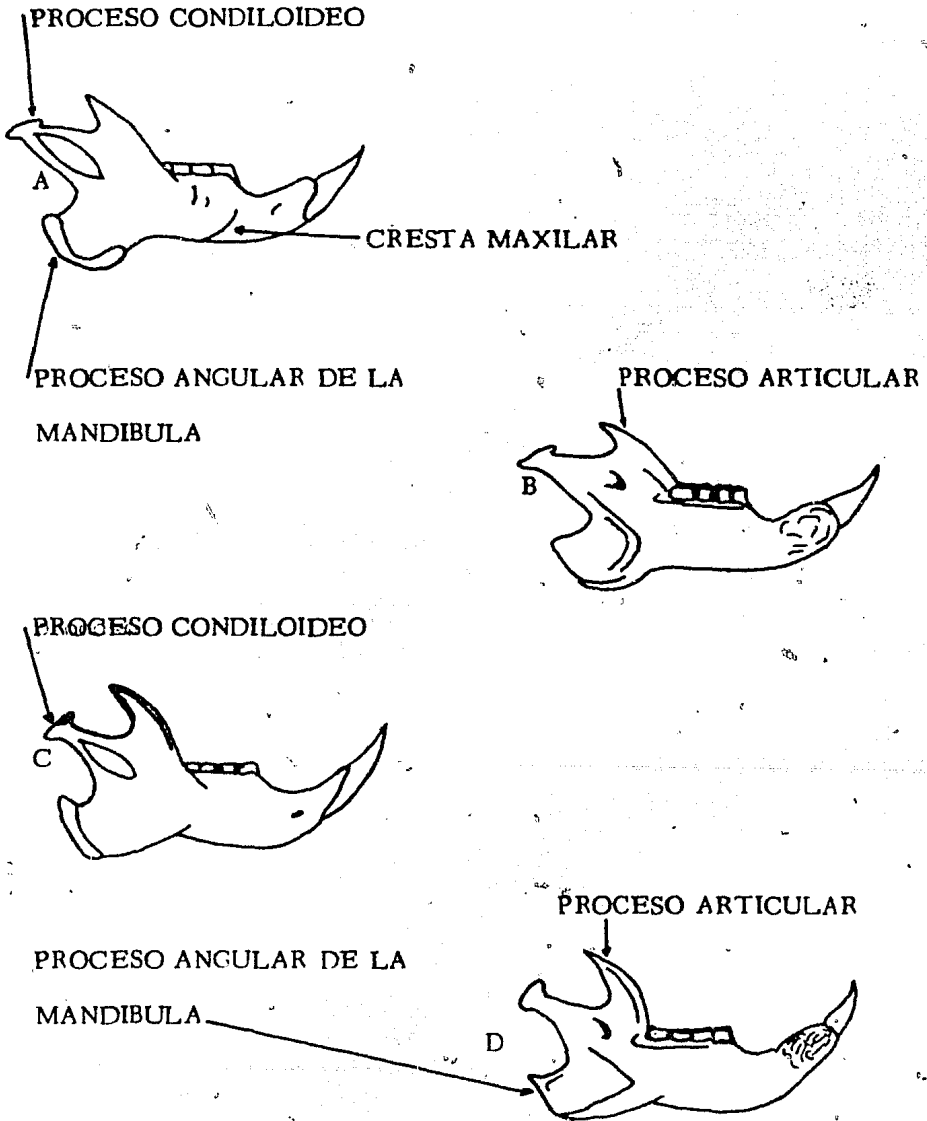 PROCESO CONDILOIDEO
A
CRESTA MAXILAR
PROCESO ANGULAR DE LA
MANDIBULA
PROCESO ARTICULAR
B
PROCESO CONDILOIDEO
C
PROCESO ARTICULAR
PROCESO ANGULAR DE LA
MANDIBULA
D